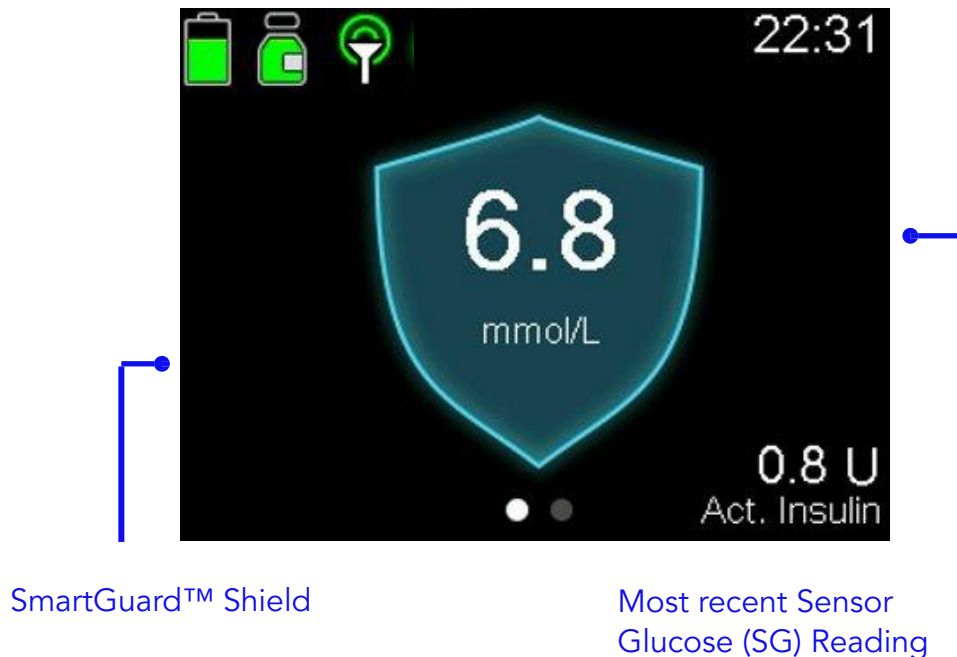 22:31
6.8
mmol/L
0.8 U
Act. Insulin
SmartGuard™ Shield
Most recent Sensor
Glucose (SG) Reading